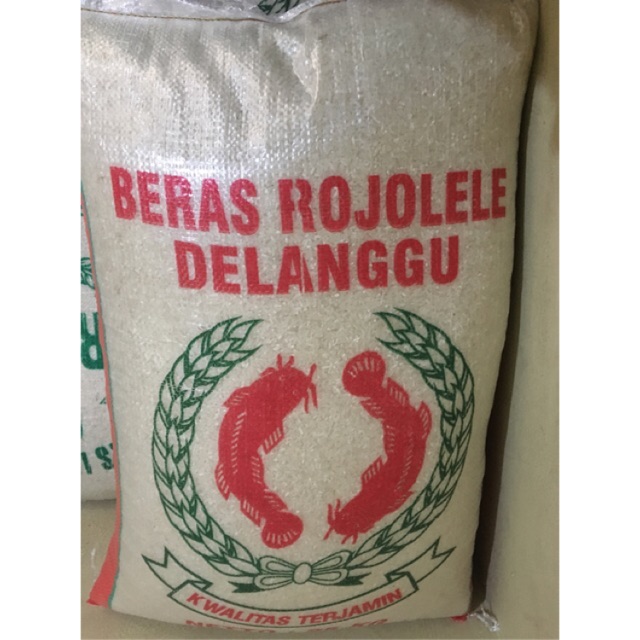 BERAS ROJOLELE
DELANGGU
KWALITAS TERJAMIN